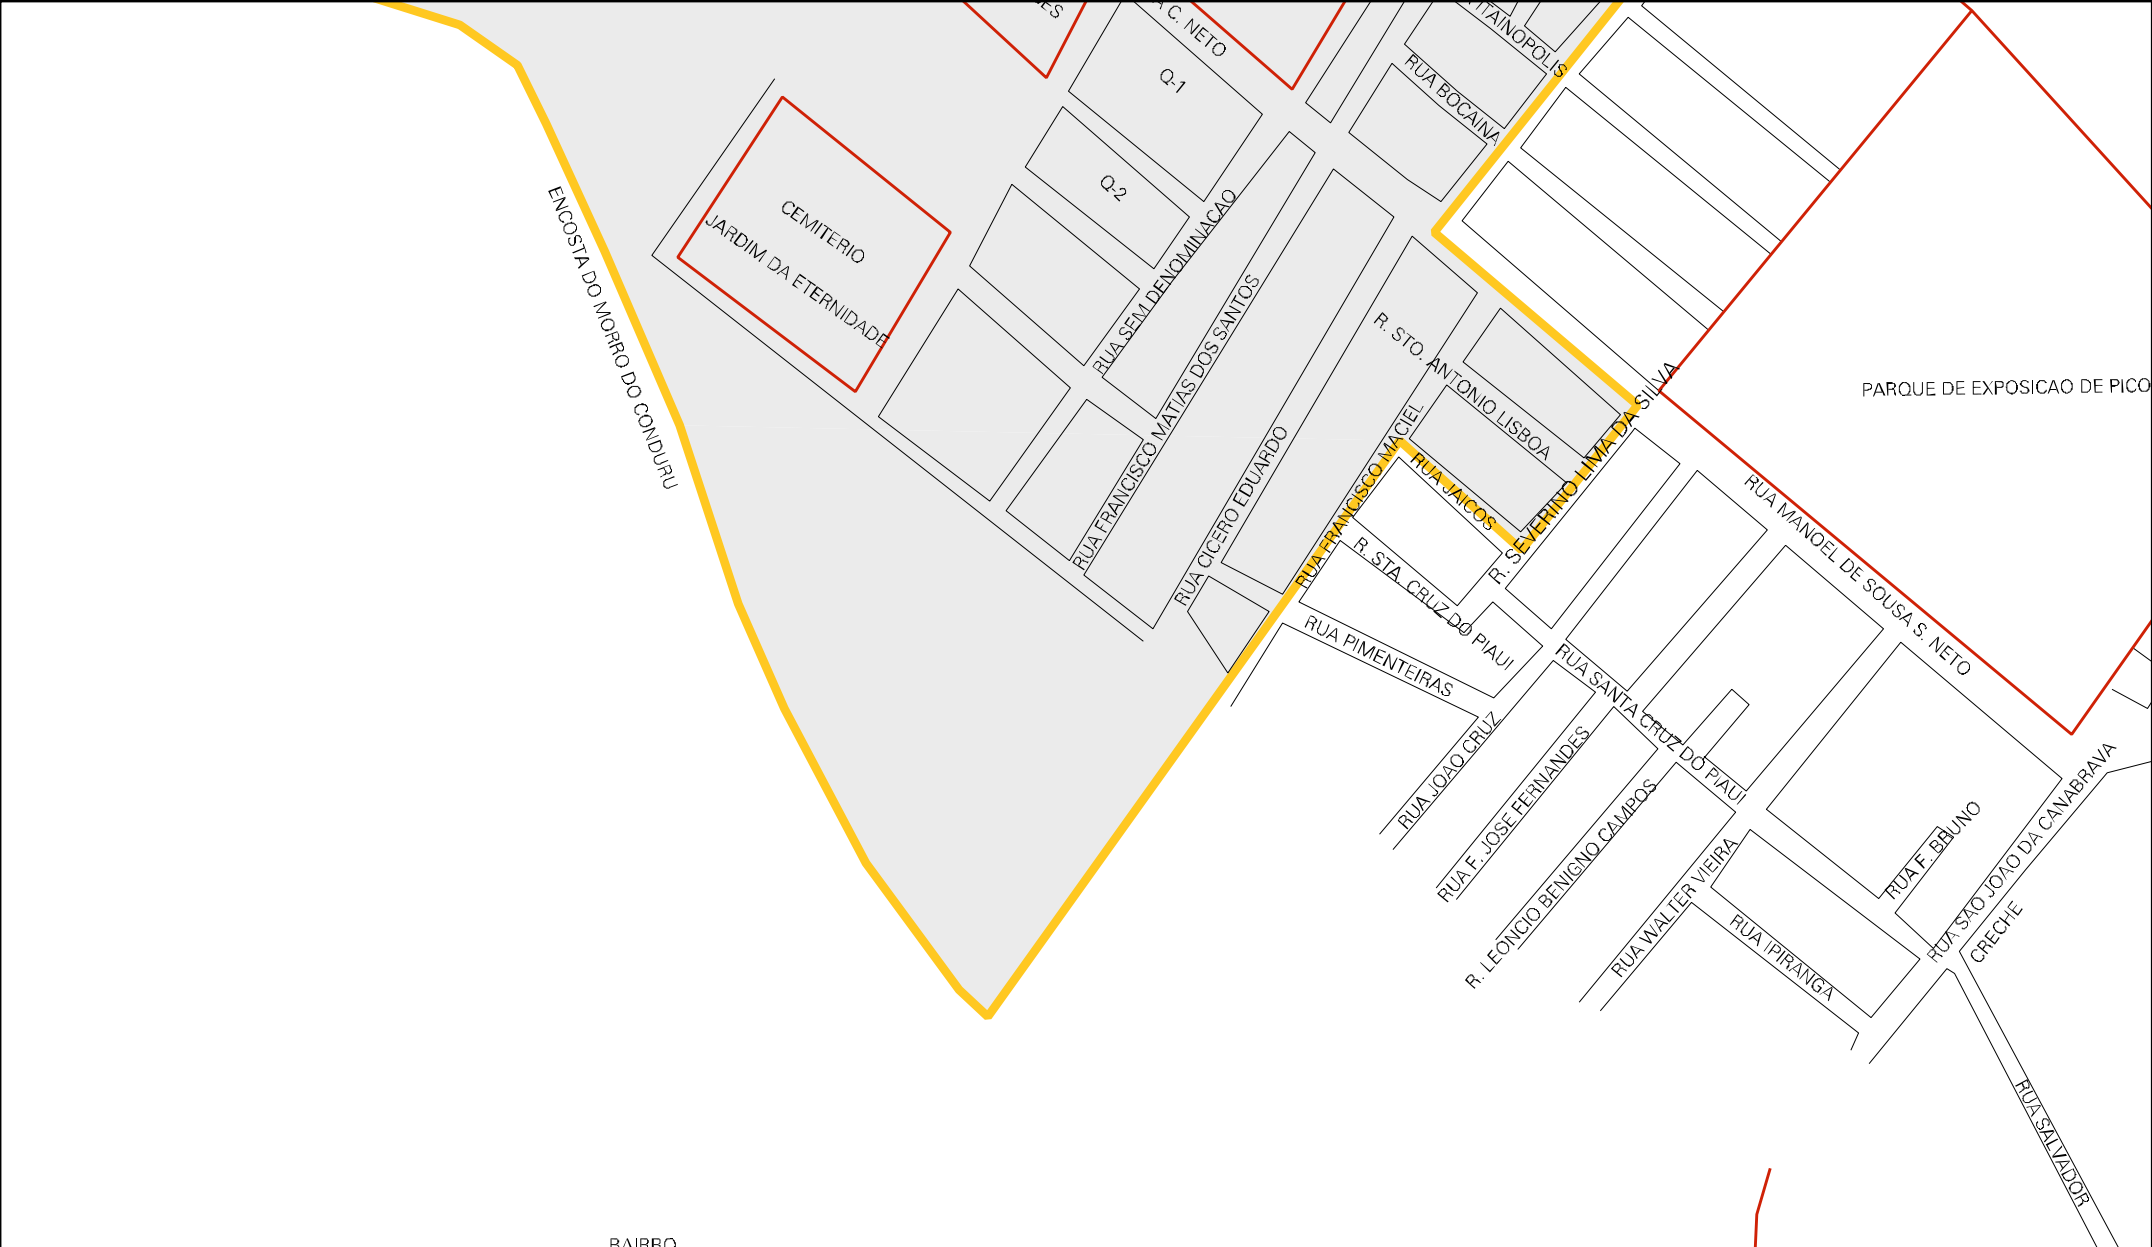 C. NETO
Q-1
RUA BOCAINA
Q-2
CEMITERIO
JARDIM DA ETERNIDADE
ENCOSTA DO MORRO DO CONDURU
RUA SEM DENOMINACAO
RUA FRANCISCO MATIAS DOS SANTOS
RUA CICERO EDUARDO
RUA FRANCISCO MACIEL
R. STO. ANTONIO LISBOA
RUA JAICOS
R. SEVERINO LIMA DA SILVA
PARQUE DE EXPOSICAO DE PICO
R. STA. CRUZ DO PIAUI
RUA PIMENTEIRAS
RUA MANOEL DE SOUSA S. NETO
RUA SANTA CRUZ DO PIAUI
RUA JOAO CRUZ
RUA F. JOSE FERNANDES
R. LEONCIO BENIGNO CAMPOS
RUA WALTER VIEIRA
RUA IPIRANGA
RUA F. BRUNO
RUA SAO JOAO DA CANABRAVA
CRECHE
RUA SALVADOR
BAIRRO